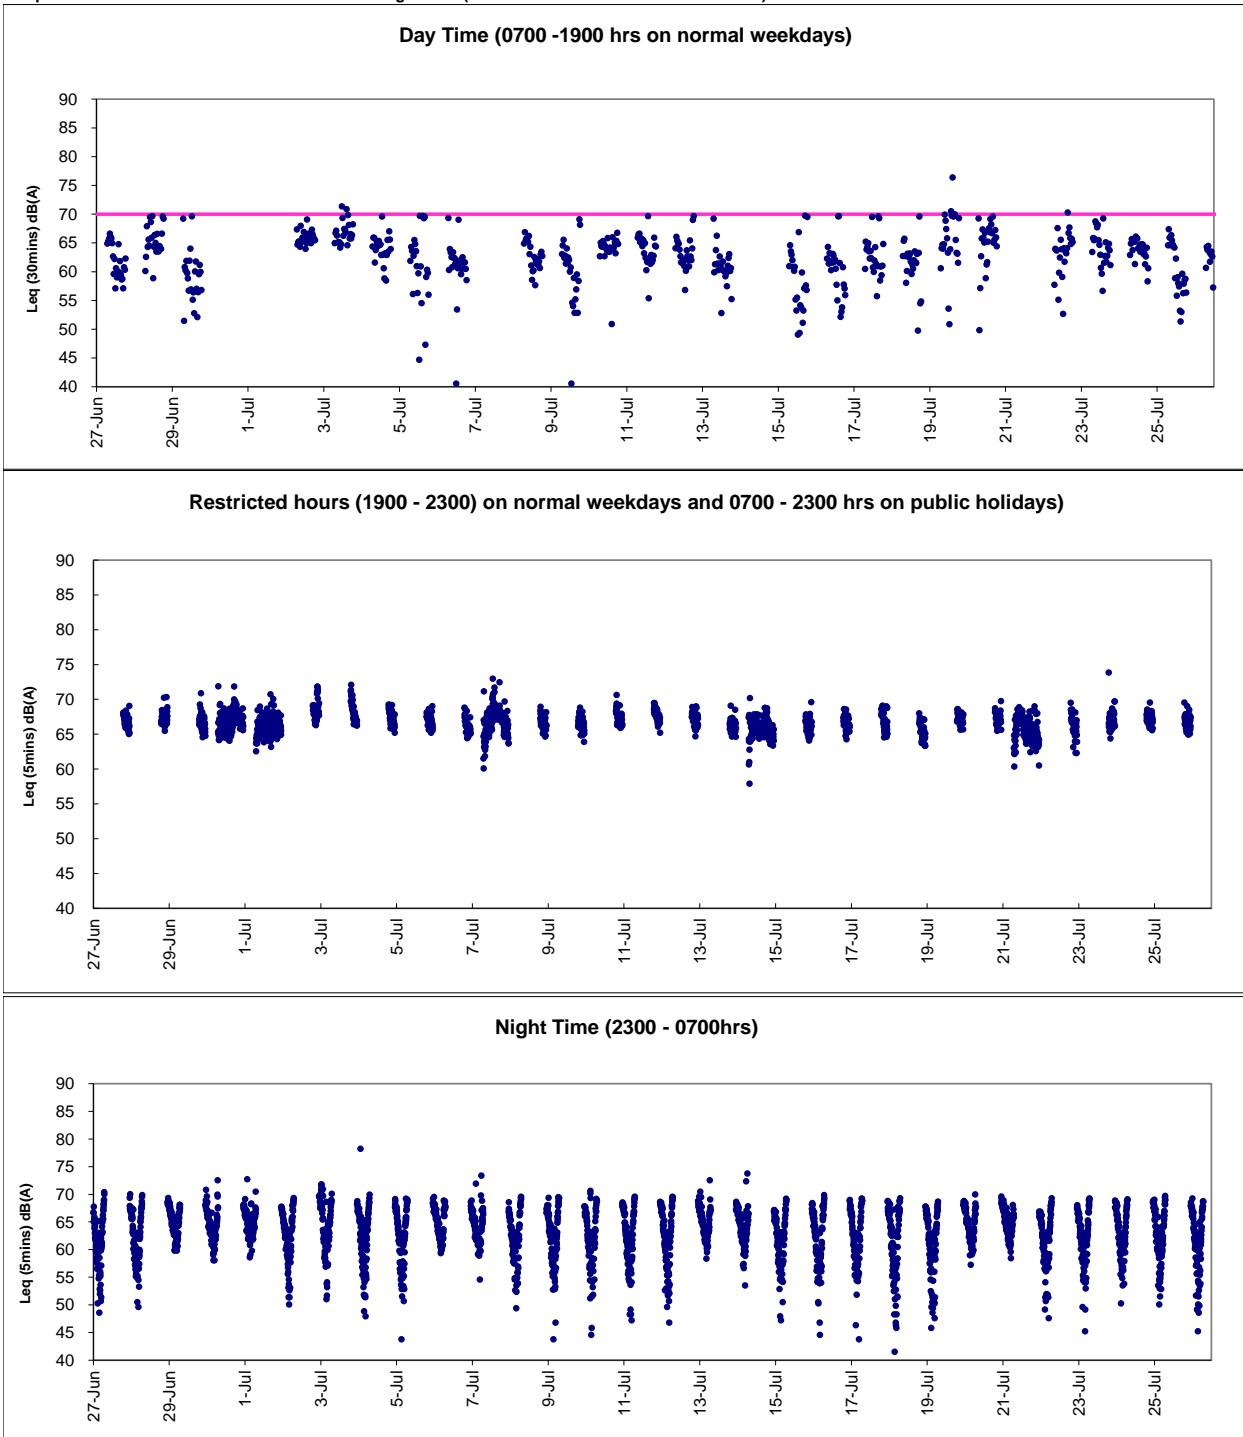 Day Time (0700 -1900 hrs on normal weekdays)
90
85
80
75
70
65
60
55
50
45
40
Leq (30mins) dB(A)
27-Jun
29-Jun
1-Jul
3-Jul
5-Jul
7-Jul
9-Jul
11-Jul
13-Jul
15-Jul
17-Jul
19-Jul
21-Jul
23-Jul
25-Jul
Restricted hours (1900 - 2300) on normal weekdays and 0700 - 2300 hrs on public holidays)
90
85
80
75
70
65
60
55
50
45
40
Leq (5mins) dB(A)
27-Jun
29-Jun
1-Jul
3-Jul
5-Jul
7-Jul
9-Jul
11-Jul
13-Jul
15-Jul
17-Jul
19-Jul
21-Jul
23-Jul
25-Jul
Night Time (2300 - 0700hrs)
90
85
80
75
70
65
60
55
50
45
40
Leq (5mins) dB(A)
27-Jun
29-Jun
1-Jul
3-Jul
5-Jul
7-Jul
9-Jul
11-Jul
13-Jul
15-Jul
17-Jul
19-Jul
21-Jul
23-Jul
25-Jul